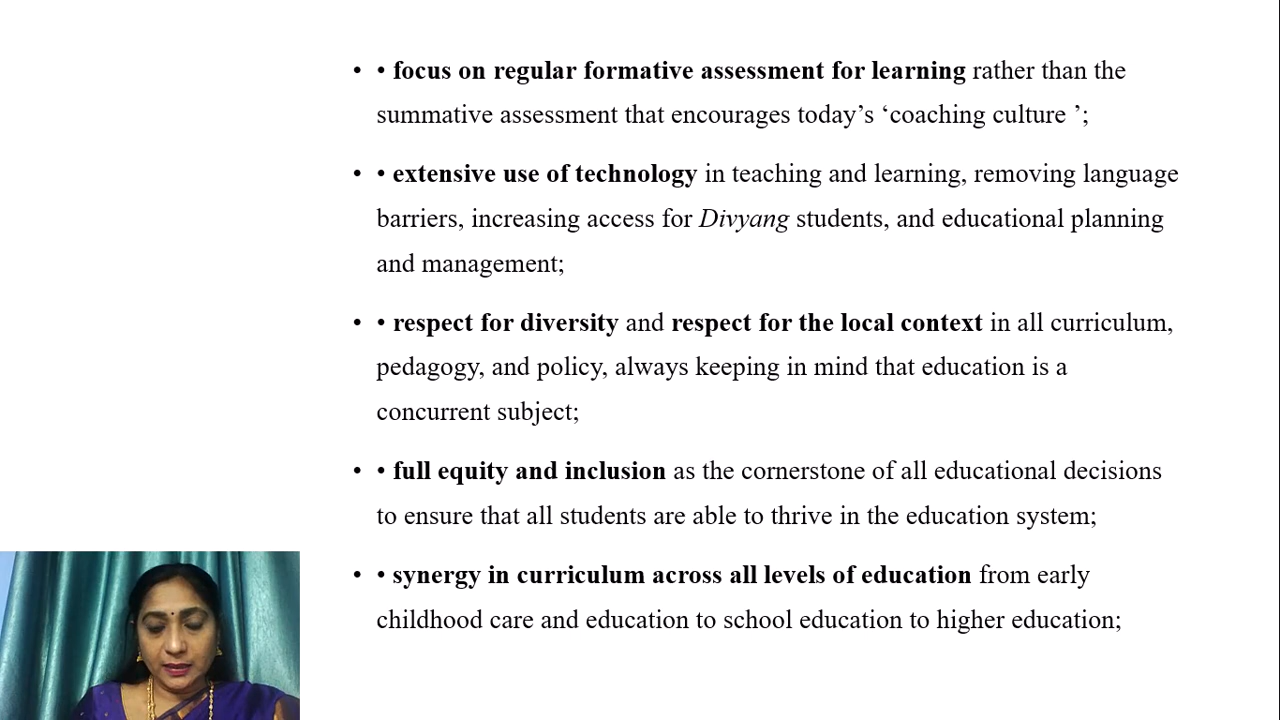 • • focus on regular formative assessment for learning rather than the
summative assessment that encourages today’s ‘coaching culture ’;
• • extensive use of technology in teaching and learning, removing language
barriers, increasing access for Divyang students, and educational planning
and management;
• • respect for diversity and respect for the local context in all curriculum,
pedagogy, and policy, always keeping in mind that education is a
concurrent subject;
• • full equity and inclusion as the cornerstone of all educational decisions
to ensure that all students are able to thrive in the education system;
• • synergy in curriculum across all levels of education from early
childhood care and education to school education to higher education;